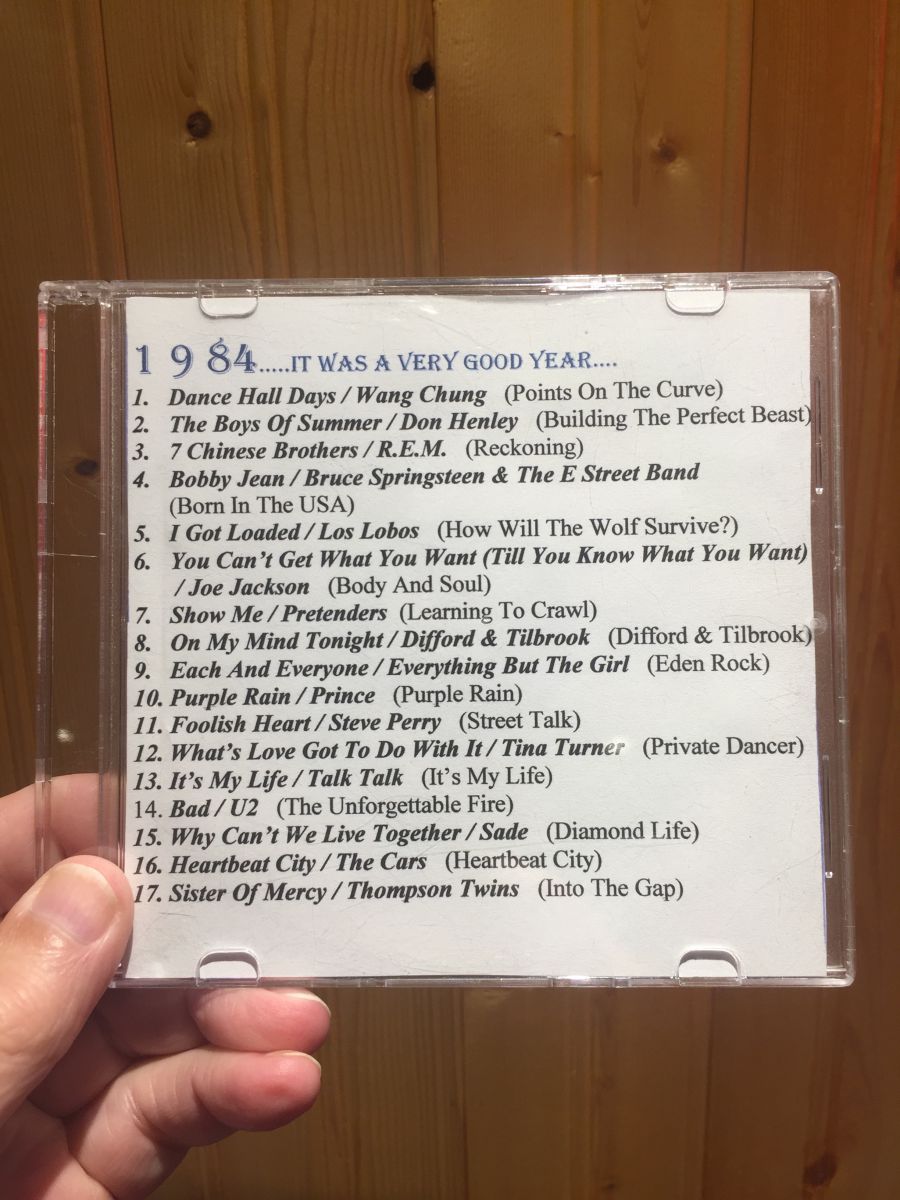 1 9 84.....IT WAS A VERY GOOD YEAR....
1. Dance Hall Days / Wang Chung (Points On The Curve)
2. The Boys Of Summer / Don Henley (Building The Perfect Beast)
3. 7 Chinese Brothers / R.E.M. (Reckoning)
4. Bobby Jean / Bruce Springsteen & The E Street Band
(Born In The USA)
5. I Got Loaded / Los Lobos (How Will The Wolf Survive?)
6. You Can't Get What You Want (Till You Know What You Want)
/ Joe Jackson (Body And Soul)
7. Show Me / Pretenders (Learning To Crawl)
8. On My Mind Tonight / Difford & Tilbrook (Difford & Tilbrook)
9. Each And Everyone / Everything But The Girl (Eden Rock)
10. Purple Rain / Prince (Purple Rain)
11. Foolish Heart / Steve Perry (Street Talk)
12. What's Love Got To Do With It / Tina Turner (Private Dancer)
13. It's My Life / Talk Talk (It's My Life)
14. Bad / U2 (The Unforgettable Fire)
15. Why Can't We Live Together / Sade (Diamond Life)
16. Heartbeat City / The Cars (Heartbeat City)
17. Sister Of Mercy / Thompson Twins (Into The Gap)